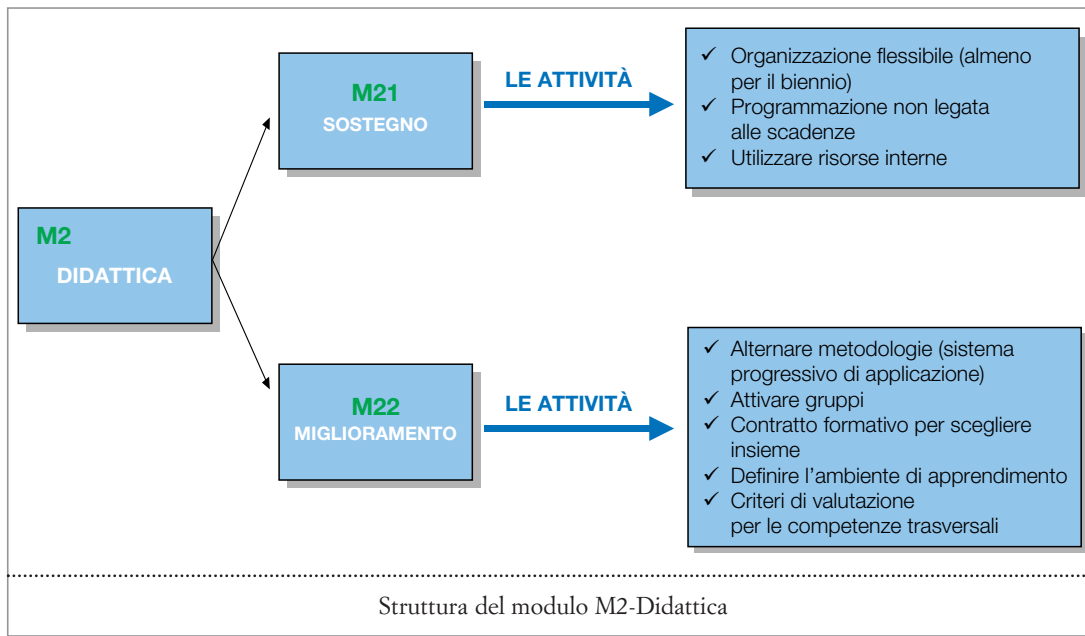 M2
DIDATTICA
M21
SOSTEGNO
LE ATTIVITÀ
✓ Organizzazione flessibile (almeno
per il biennio)
✓ Programmazione non legata
alle scadenze
✓ Utilizzare risorse interne
M22
MIGLIORAMENTO
LE ATTIVITÀ
✓ Alternare metodologie (sistema
progressivo di applicazione)
✓ Attivare gruppi
✓ Contratto formativo per scegliere
insieme
✓ Definire l’ambiente di apprendimento
✓ Criteri di valutazione
per le competenze trasversali
Struttura del modulo M2-Didattica